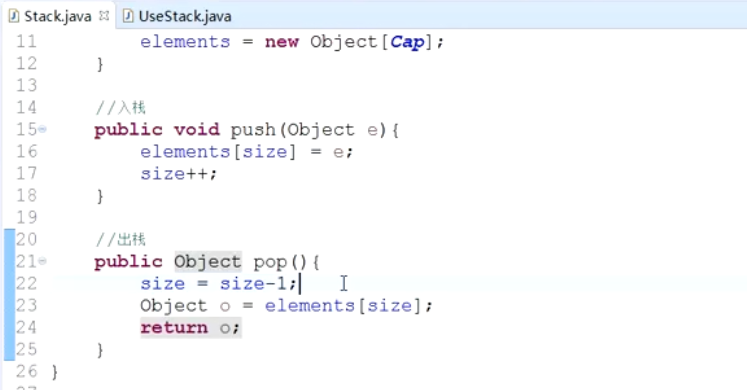 Stack.java UseStack.java
11 elements = new Object[Cap];
12 }
13
14 //入栈
15 public void push(Object e){
16 elements[size] = e;
17 size++;
18 }
19
20 //出栈
21 public Object pop(){
22 size = size-1;
23 Object o = elements[size];
24 return o;
25 }
26 }